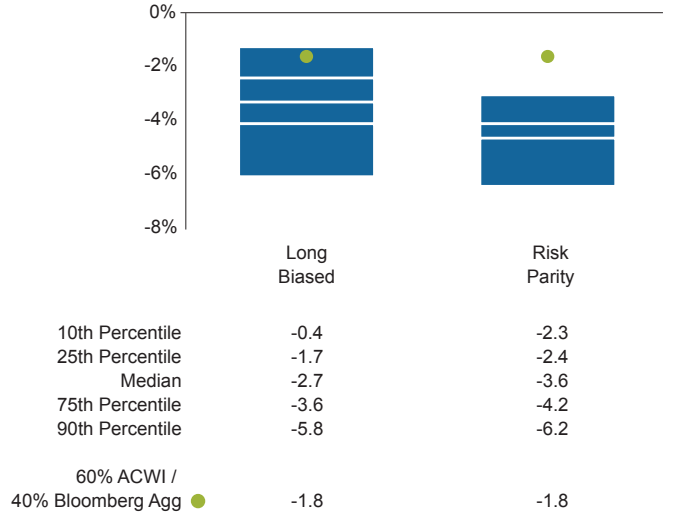 0%
-2%
-4%
-6%
-8%
Long Risk
Biased Parity
10th Percentile -0.4 -2.3
25th Percentile -1.7 -2.4
Median -2.7 -3.6
75th Percentile -3.6 -4.2
90th Percentile -5.8 -6.2
60% ACWI /
40% Bloomberg Agg -1.8 -1.8